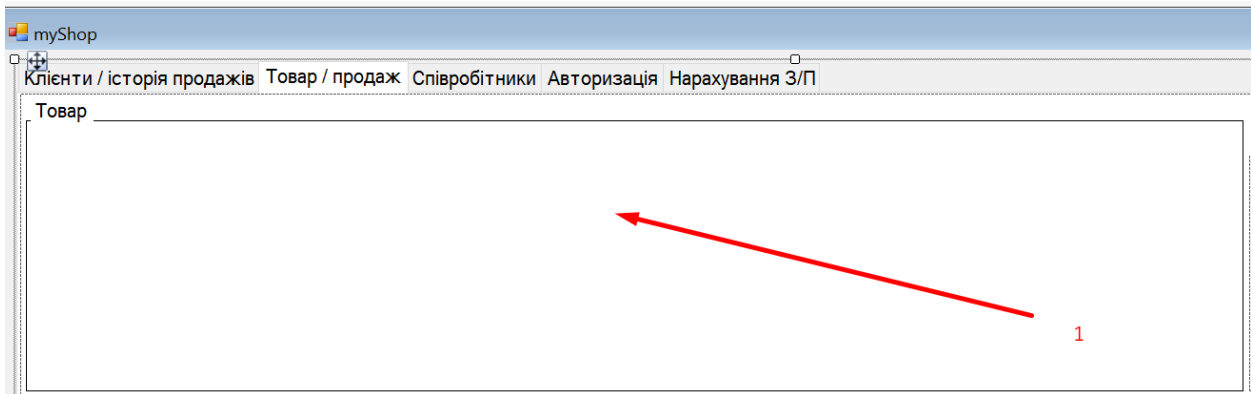 myShop
Клієнти / історія продажів Товар / продаж Співробітники Авторизація Нарахування З/П
Товар
1